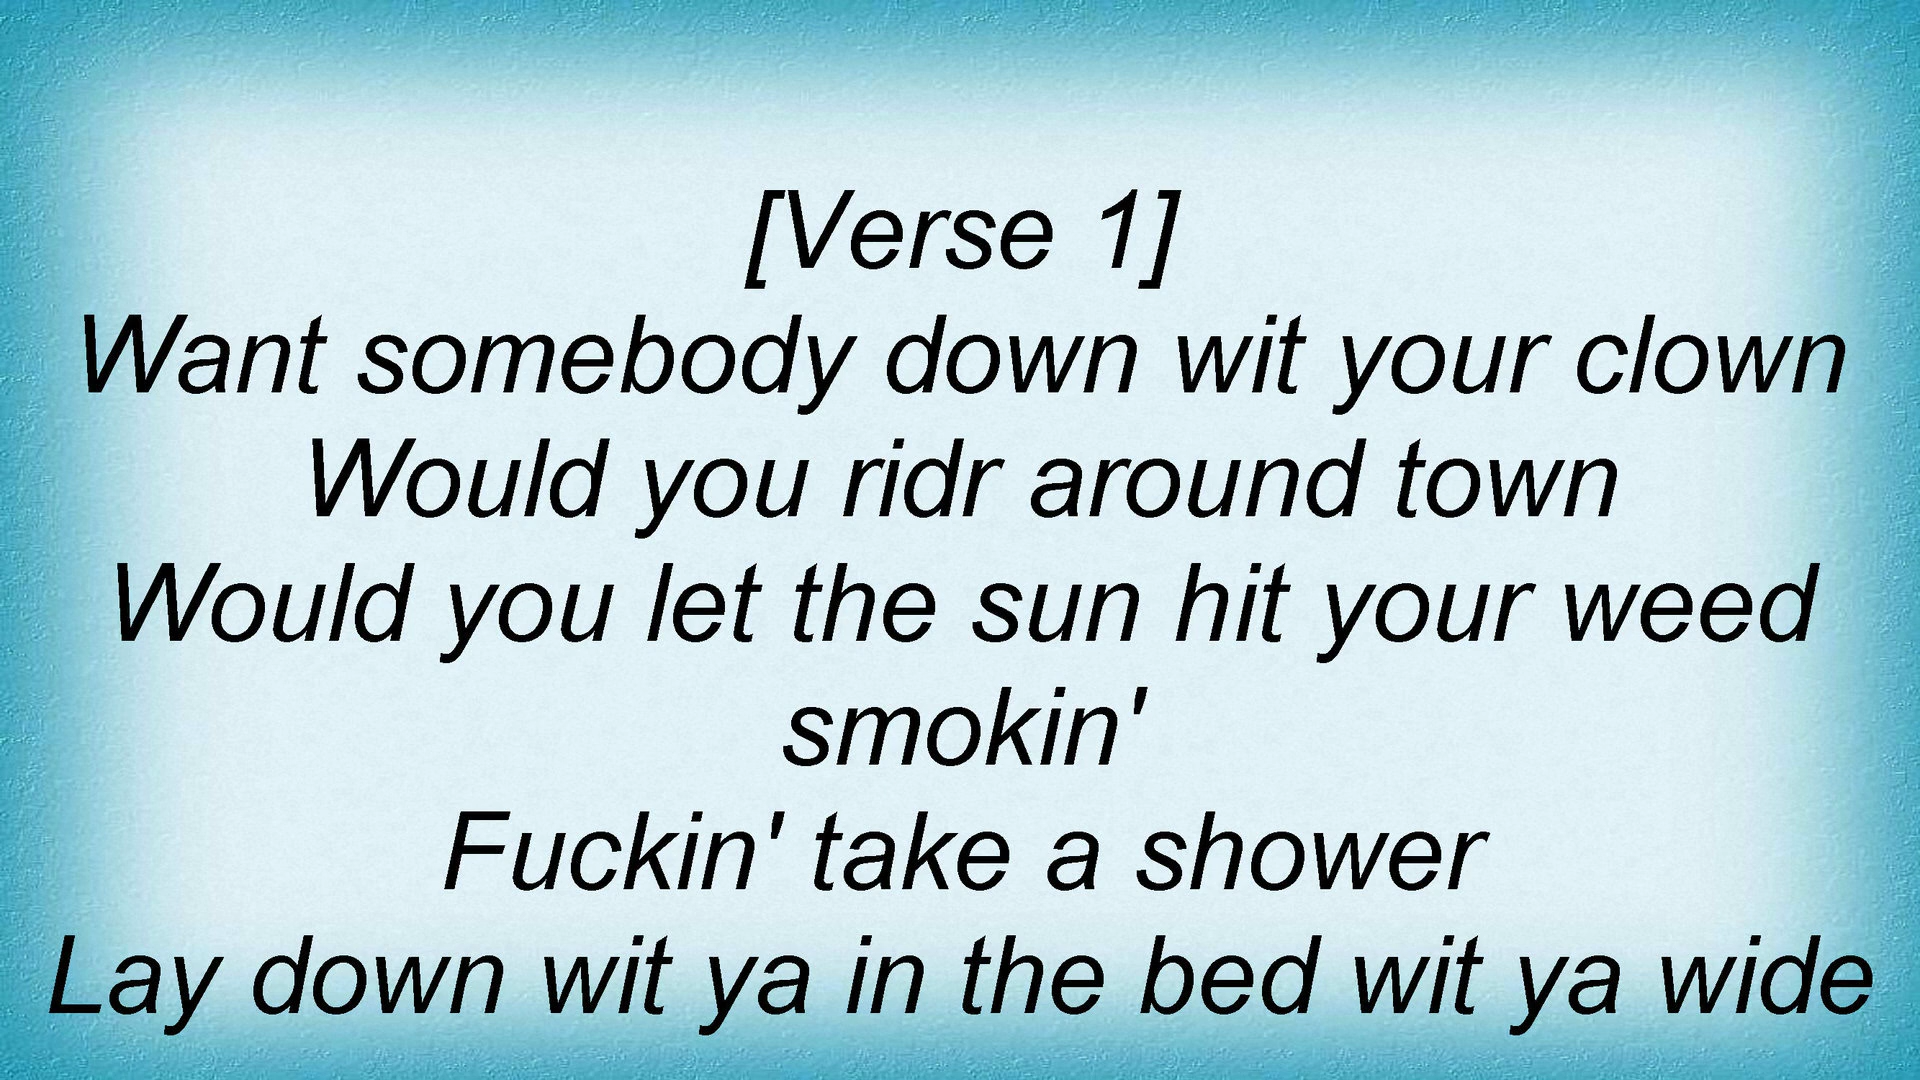 [Verse 1]
Want somebody down wit your clown
Would you ridr around town
Would you let the sun hit your weed
smokin'
Fuckin' take a shower
Lay down wit ya in the bed wit ya wide